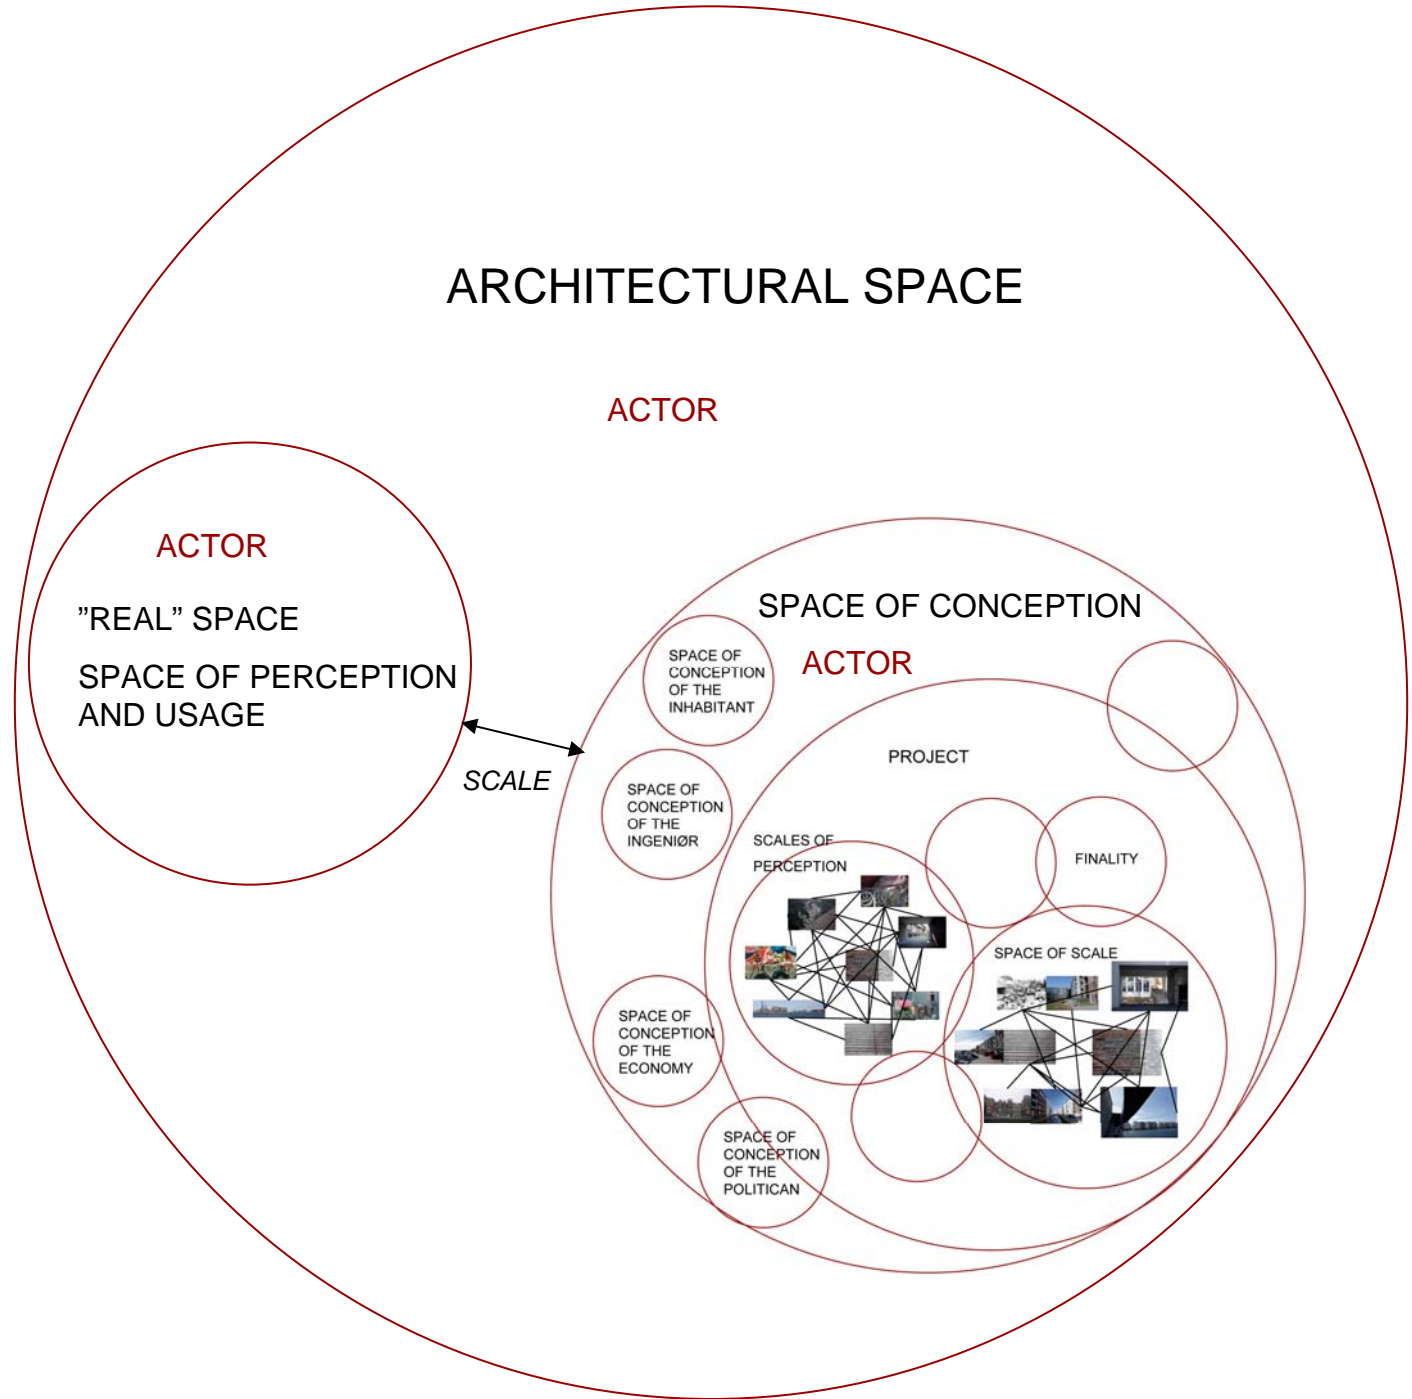 ARCHITECTURAL SPACE
ACTOR
ACTOR
”REAL” SPACE
SPACE OF PERCEPTION
AND USAGE
SCALE
SPACE OF CONCEPTION
ACTOR
SPACE OF
CONCEPTION
OF THE
INHABITANT
PROJECT
SPACE OF
CONCEPTION
OF THE
INGENIØR
SCALES OF
PERCEPTION
FINALITY
SPACE OF SCALE
SPACE OF
CONCEPTION
OF THE
ECONOMY
SPACE OF
CONCEPTION
OF THE
POLITICAN